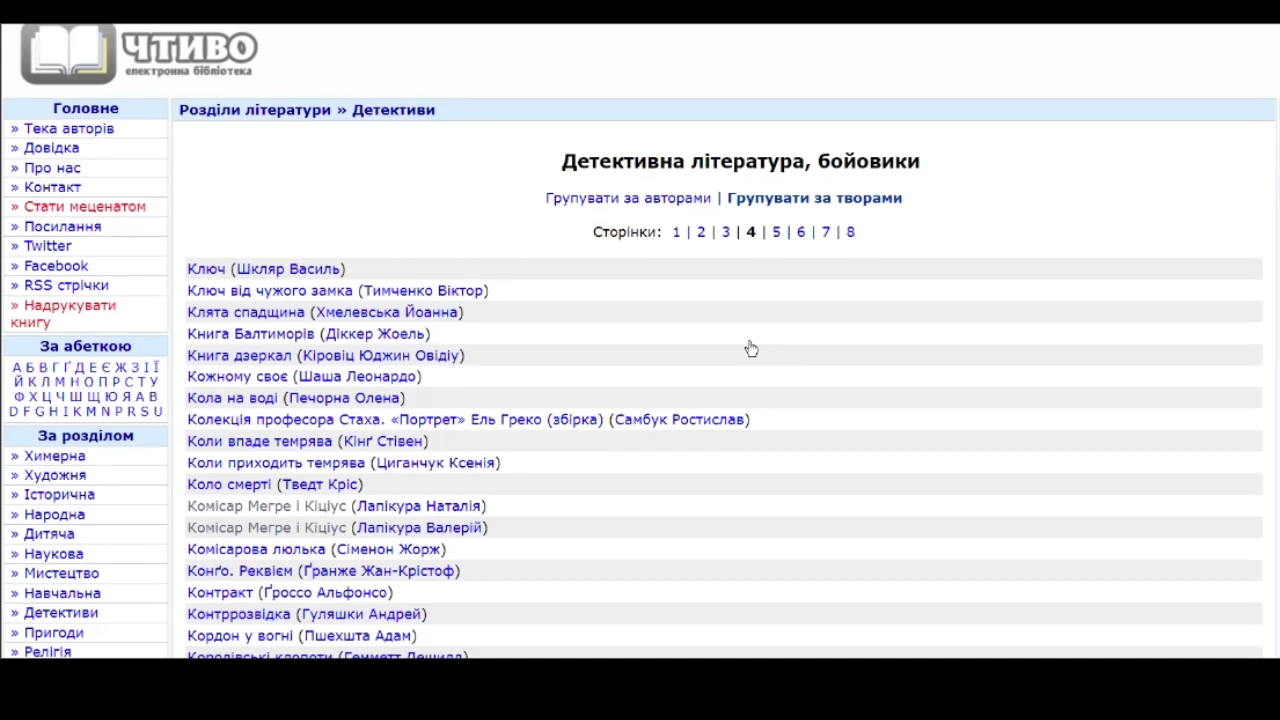 ЧТИВО
електронна бібліотека
Головне
» Тека авторів
» Довідка
» Про нас
» Контакт
» Стати меценатом
» Посилання
» Twitter
» Facebook
» RSS стрічки
» Надрукувати
книгу
За абеткою
А Б В Г Ґ Д Е Є Ж З І Ї
Й К Л М Н О П Р С Т У
Ф Х Ц Ч Ш Щ Ю Я A B
D F G H I K M N P R S U
За розділом
» Химерна
» Художня
» Історична
» Народна
» Дитяча
» Наукова
» Мистецтво
» Навчальна
» Детективи
» Пригоди
» Релігія
Розділи літератури » Детективи
Детективна література, бойовики
Групувати за авторами | Групувати за творами
Сторінки: 1 | 2 | 3 | 4 | 5 | 6 | 7 | 8
Ключ (Шкляр Василь)
Ключ від чужого замка (Тимченко Віктор)
Клята спадщина (Хмелевська Йоанна)
Книга Балтиморів (Діккер Жоель)
Книга дзеркал (Кіровіц Юджин Овідіу)
Кожному своє (Шаша Леонардо)
Кола на воді (Печорна Олена)
Колекція професора Стаха. «Портрет» Ель Греко (збірка) (Самбук Ростислав)
Коли впаде темрява (Кінґ Стівен)
Коли приходить темрява (Циганчук Ксенія)
Коло смерті (Тведт Кріс)
Комісар Мегре і Кіціус (Лапікура Наталія)
Комісар Мегре і Кіціус (Лапікура Валерій)
Комісарова люлька (Сіменон Жорж)
Конґо. Реквієм (Ґранже Жан-Крістоф)
Контракт (Ґроссо Альфонсо)
Контррозвідка (Гуляшки Андрей)
Кордон у вогні (Пшехшта Адам)
Королівські клопоти (Гемметт Дешилл)